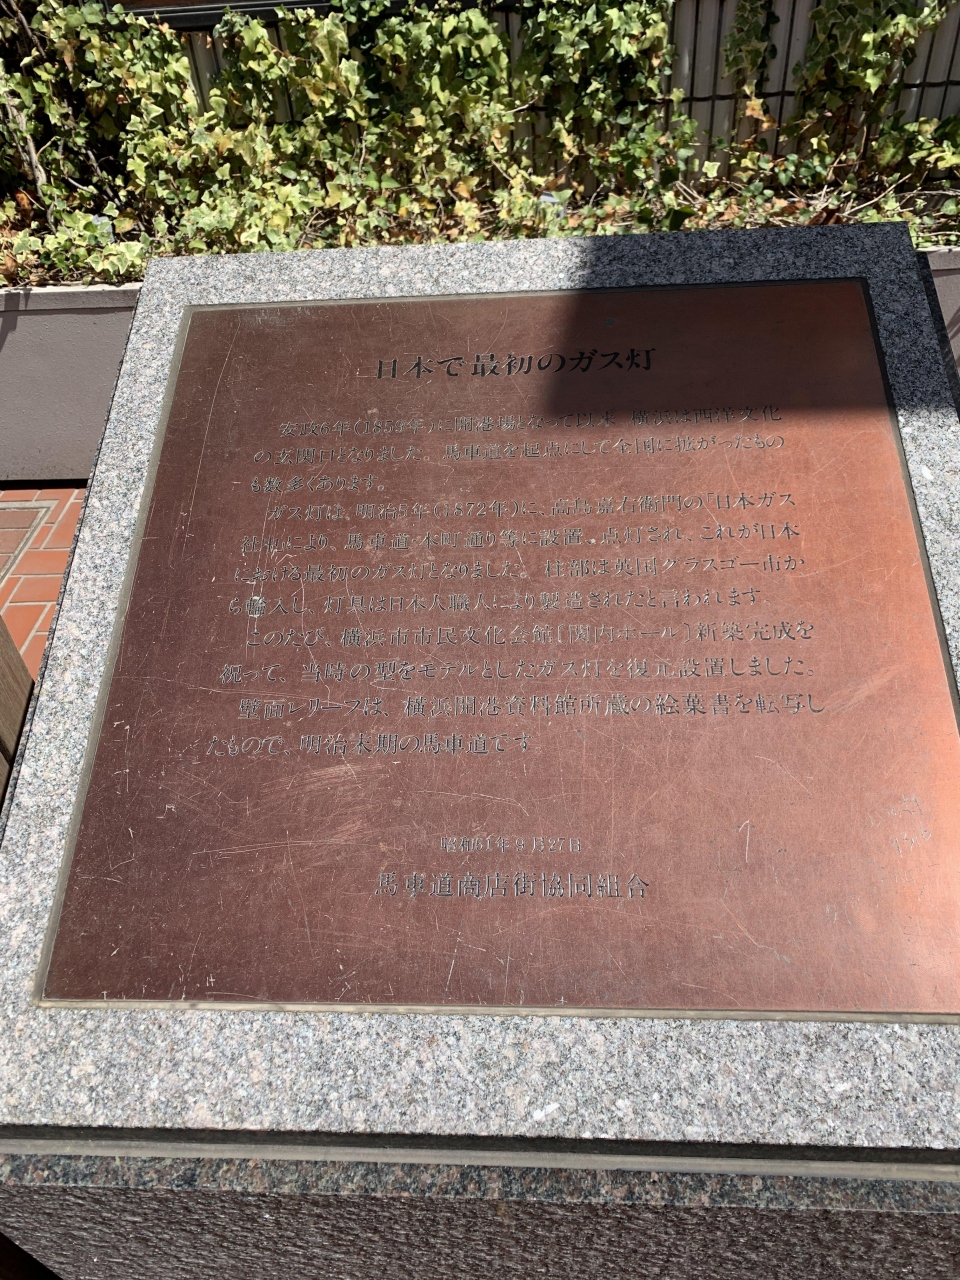 日本で最初のガス灯
安政6年(1859年)に開港場となって以来 横浜は西洋文化
の玄関口となりました。馬車道を起点にして全国に拡がったもの
も数多くあります。
ガス灯は、明治5年(1872年)に、高島嘉右衛門の「日本ガス
社中」により、馬車道・本町通り等に設置、点灯され、これが日本
における最初のガス灯となりました。柱部は英国グラスゴー市か
ら輸入し、灯具は日本人職人により製造されたと言われます。
このたび、横浜市市民文化会館〔関内ホール〕新築完成を
祝って、当時の型をモデルとしたガス灯を復元設置しました。
壁面レリーフは、横浜開港資料館所蔵の絵葉書を転写し
たもので、明治末期の馬車道です。
昭和61年9月27日
馬車道商店街協同組合